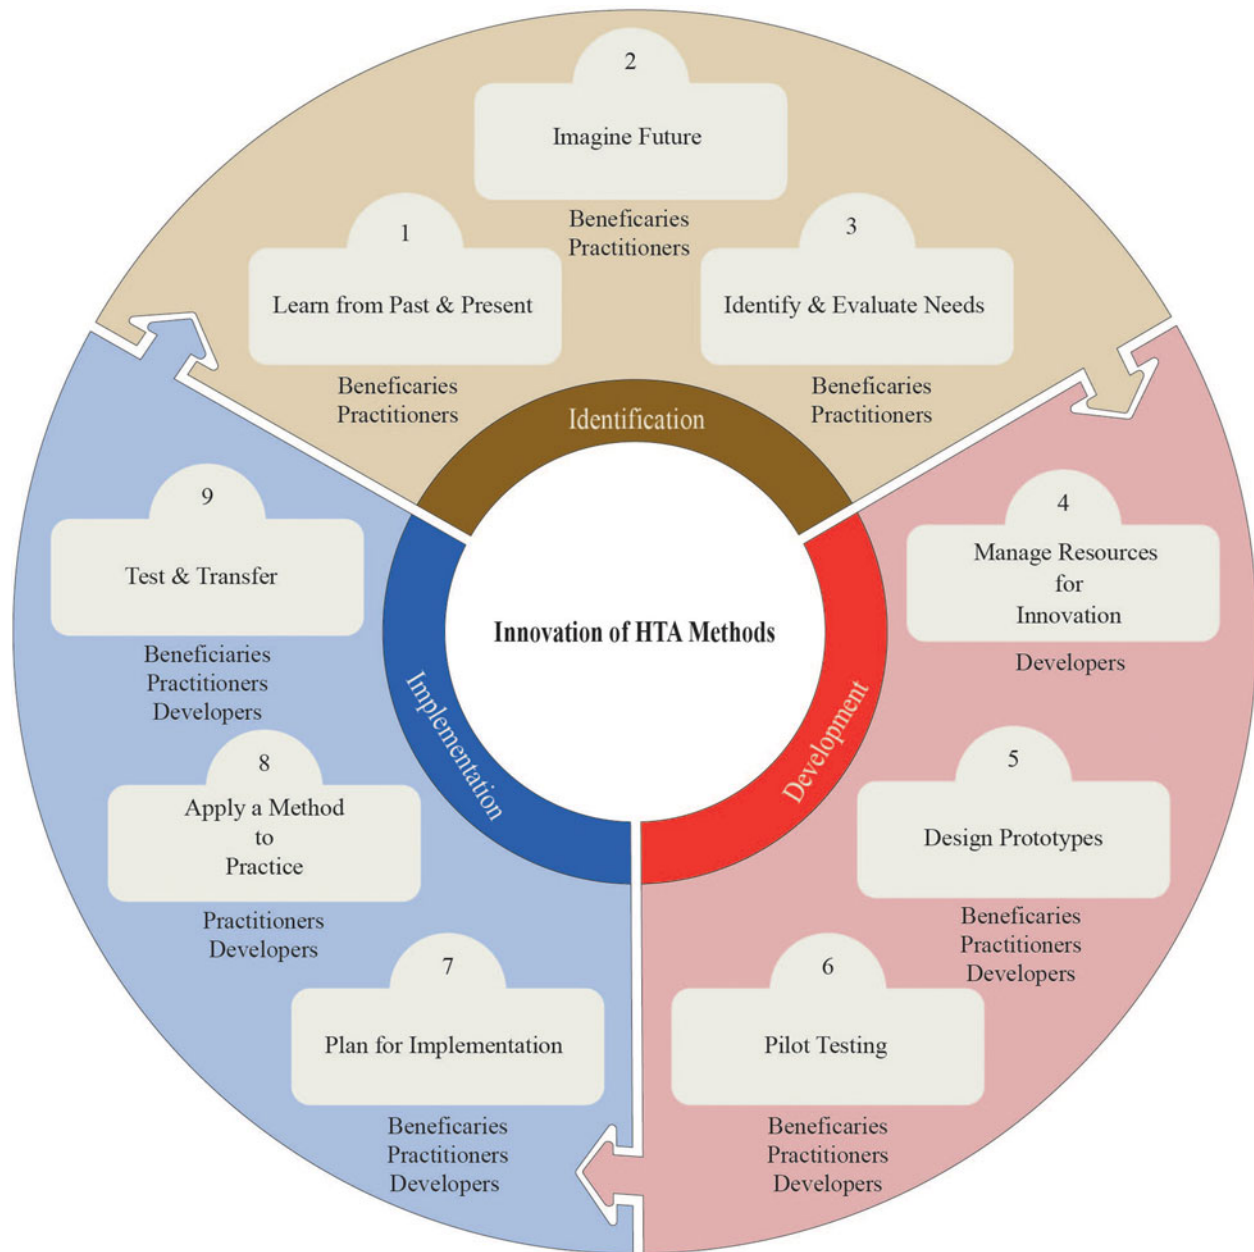 2
Imagine Future
Beneficaries
Practitioners
1
Learn from Past & Present
Beneficaries
Practitioners
3
Identify & Evaluate Needs
Beneficaries
Practitioners
Identification
4
Manage Resources
for
Innovation
Developers
5
Design Prototypes
Beneficaries
Practitioners
Developers
6
Pilot Testing
Beneficaries
Practitioners
Developers
Development
7
Plan for Implementation
Beneficaries
Practitioners
Developers
8
Apply a Method
to
Practice
Practitioners
Developers
9
Test & Transfer
Beneficiaries
Practitioners
Developers
Implementation
Innovation of HTA Methods